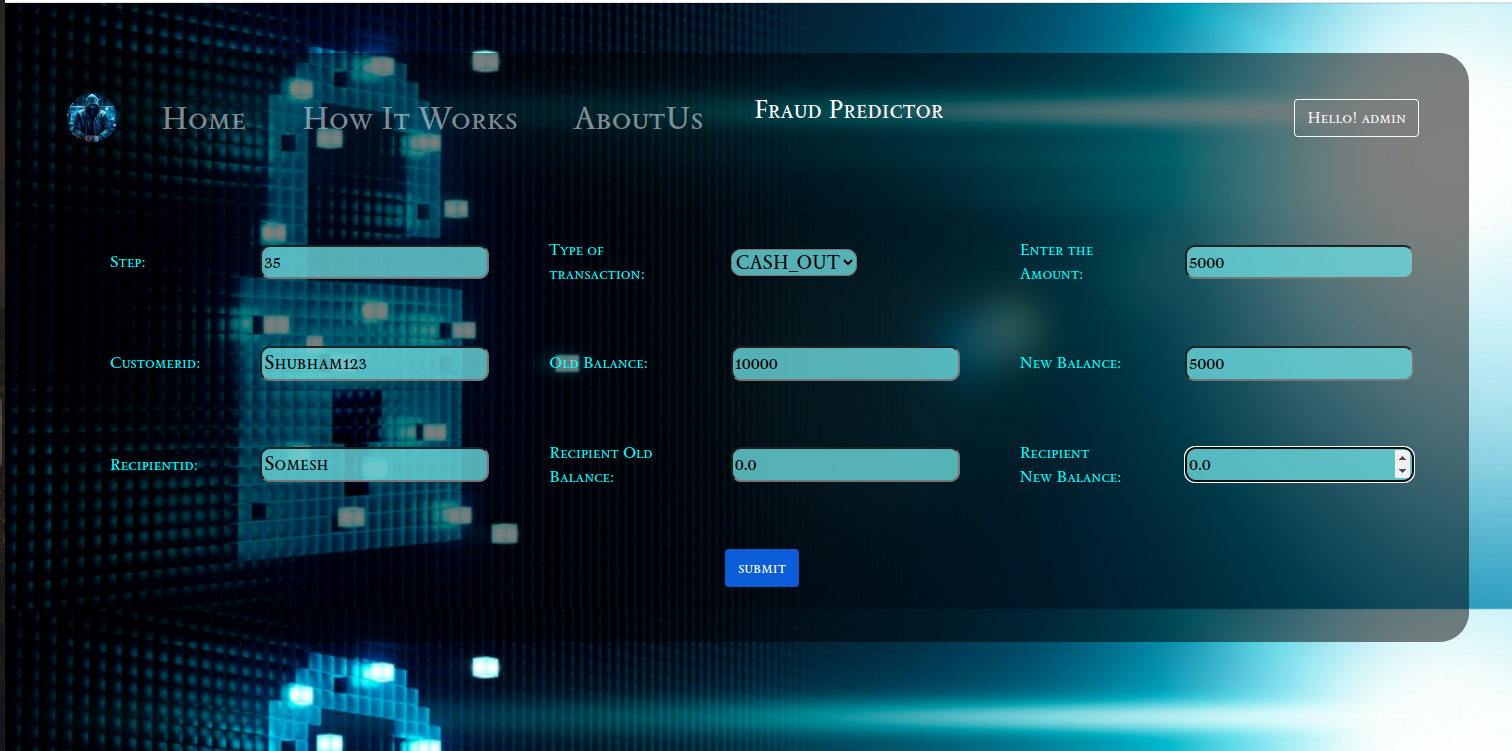 Home How It Works AboutUs Fraud Predictor Hello! admin
Step: 35 Type of transaction: CASH_OUT Enter the Amount: 5000
Customerid: Shubham123 Old Balance: 10000 New Balance: 5000
Recipientid: Somesh Recipient Old Balance: 0.0 Recipient New Balance: 0.0
submit